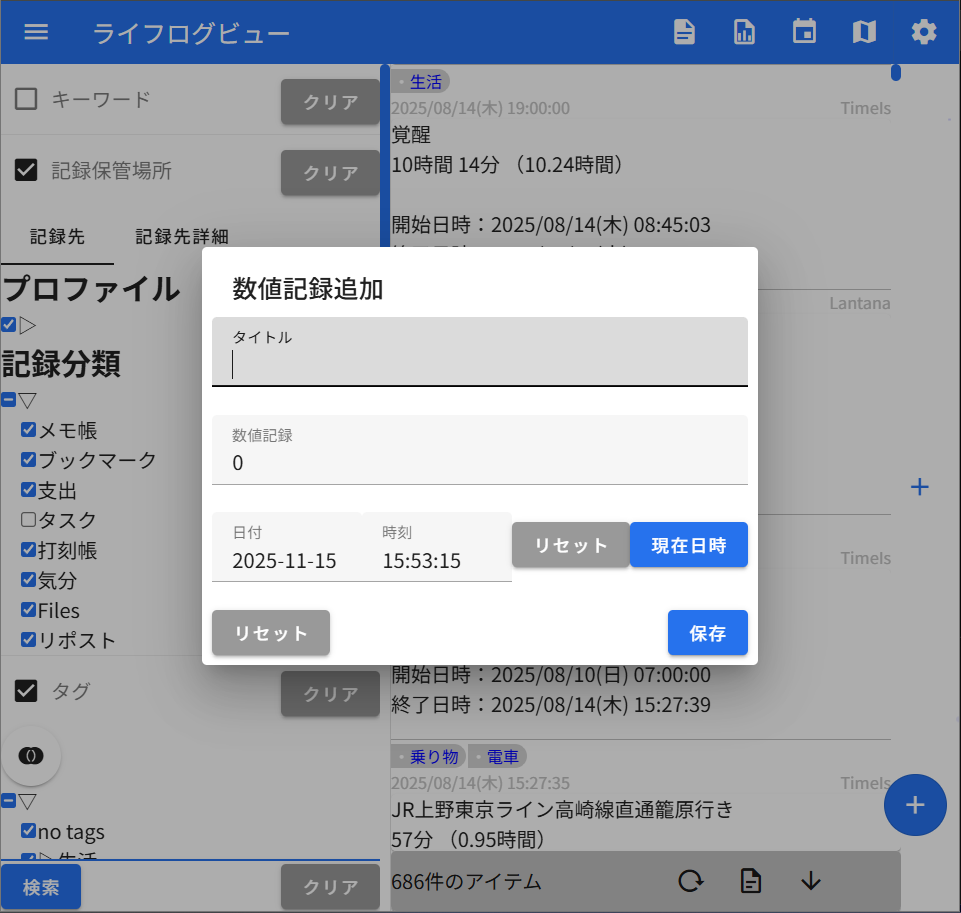 ライフログビュー
キーワード
クリア
記録保管場所
クリア
記録先
記録先詳細
プロファイル
記録分類
メモ帳
ブックマーク
支出
タスク
打刻帳
気分
Files
リポスト
タグ
クリア
no tags
生活
検索
クリア
生活
2025/08/14(木) 19:00:00
TimeIs
覚醒
10時間 14分 （10.24時間）
開始日時：2025/08/14(木) 08:45:03
Lantana
TimeIs
開始日時：2025/08/10(日) 07:00:00
終了日時：2025/08/14(木) 15:27:39
乗り物 電車
2025/08/14(木) 15:27:35
TimeIs
JR上野東京ライン高崎線直通籠原行き
57分 （0.95時間）
686件のアイテム
数値記録追加
タイトル
数値記録
0
日付
2025-11-15
時刻
15:53:15
リセット
現在日時
リセット
保存